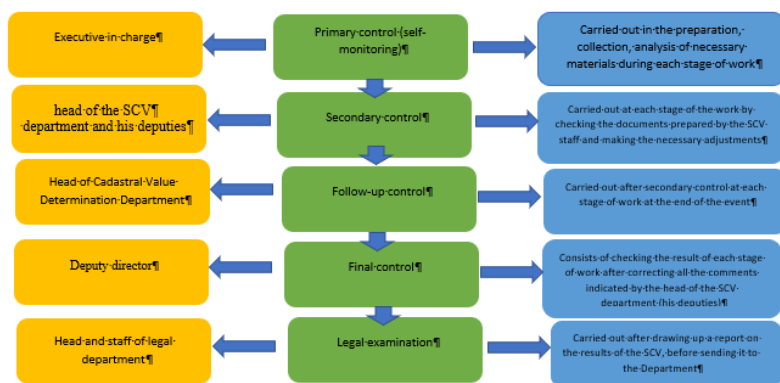 Executive·in·charge¶
Primary·control·(self-
monitoring)¶
Carried·out·in·the·preparation,·
collection,·analysis·of·necessary·
materials·during·each·stage·of·work¶
head·of·the·SCV¶
·department·and·his·deputies¶
Secondary·control¶
Carried·out·at·each·stage·of·the·work·by·
checking·the·documents·prepared·by·the·SCV·
staff·and·making·the·necessary·adjustments¶
Head·of·Cadastral·Value·
Determination·Department¶
Follow-up·control¶
Carried·out·after·secondary·control·at·each·
stage·of·work·at·the·end·of·the·event¶
Deputy·director¶
Final·control¶
Consists·of·checking·the·result·of·each·stage·
of·work·after·correcting·all·the·comments·
indicated·by·the·head·of·the·SCV·
department·(his·deputies)¶
Head·and·staff·of·legal·
department¶
Legal·examination¶
Carried·out·after·drawing·up·a·report·on·
the·results·of·the·SCV,·before·sending·it·to·
the·Department¶